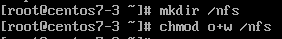 [root@centos7-3 ~]# mkdir /nfs
[root@centos7-3 ~]# chmod o+w /nfs